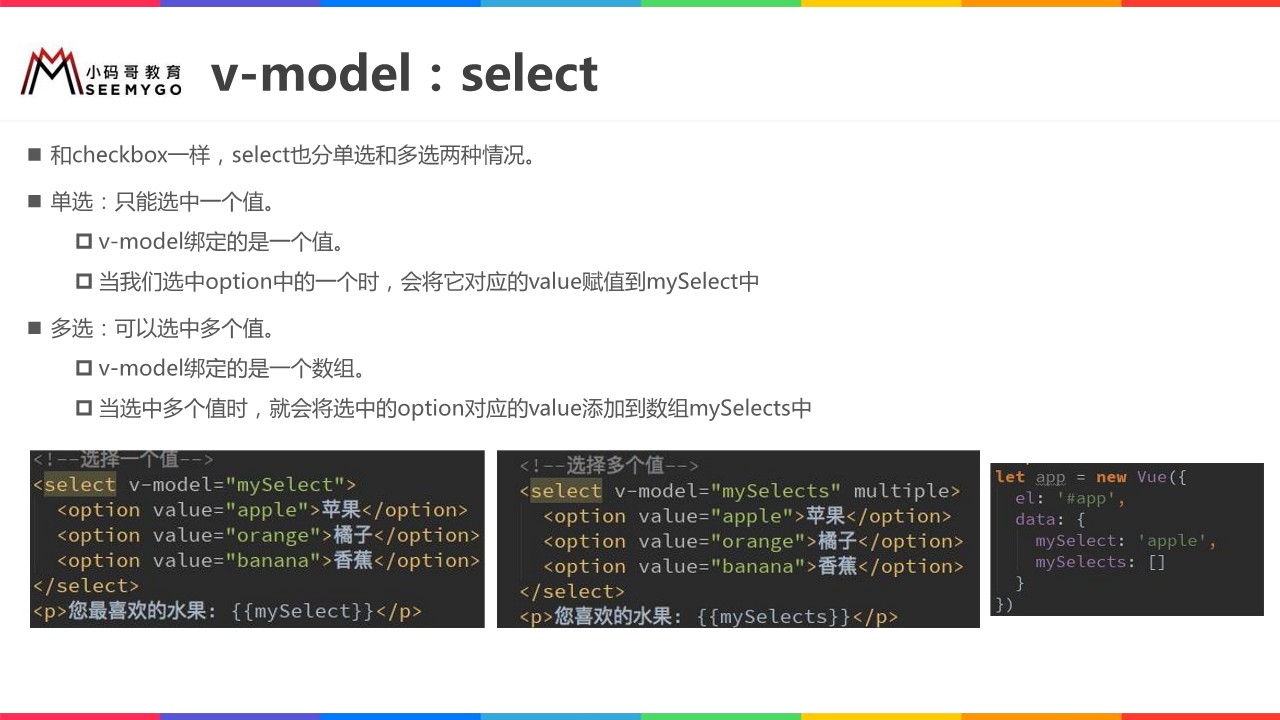 小码哥教育
SEEMYGO
v-model：select
和checkbox一样，select也分单选和多选两种情况。
单选：只能选中一个值。
v-model绑定的是一个值。
当我们选中option中的一个时，会将它对应的value赋值到mySelect中
多选：可以选中多个值。
v-model绑定的是一个数组。
当选中多个值时，就会将选中的option对应的value添加到数组mySelects中
<!--选择一个值-->
<select v-model="mySelect">
<option value="apple">苹果</option>
<option value="orange">橘子</option>
<option value="banana">香蕉</option>
</select>
<p>您最喜欢的水果: {{mySelect}}</p>
<!--选择多个值-->
<select v-model="mySelects" multiple>
<option value="apple">苹果</option>
<option value="orange">橘子</option>
<option value="banana">香蕉</option>
</select>
<p>您喜欢的水果: {{mySelects}}</p>
let app = new Vue({
el: '#app',
data: {
mySelect: 'apple',
mySelects: []
}
})